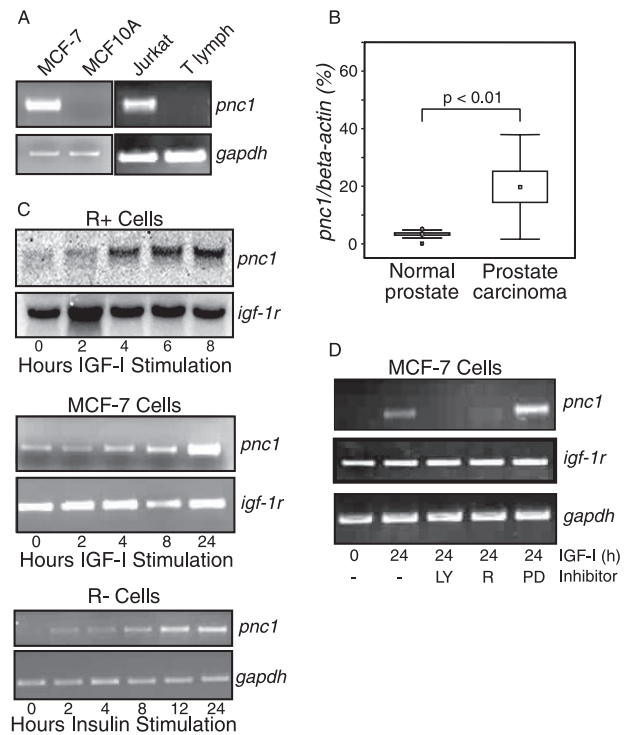 A
MCF-7 MCF10A Jurkat T lymph
pnc1
gapdh
B
pnc1/beta-actin (%)
60
40
20
0
p < 0.01
Normal prostate
Prostate carcinoma
C
R+ Cells
pnc1
igf-1r
0 2 4 6 8
Hours IGF-I Stimulation
MCF-7 Cells
pnc1
igf-1r
0 2 4 8 24
Hours IGF-I Stimulation
R- Cells
pnc1
gapdh
0 2 4 8 12 24
Hours Insulin Stimulation
D
MCF-7 Cells
pnc1
igf-1r
gapdh
0 24 24 24 24 IGF-I (h)
- - LY R PD Inhibitor